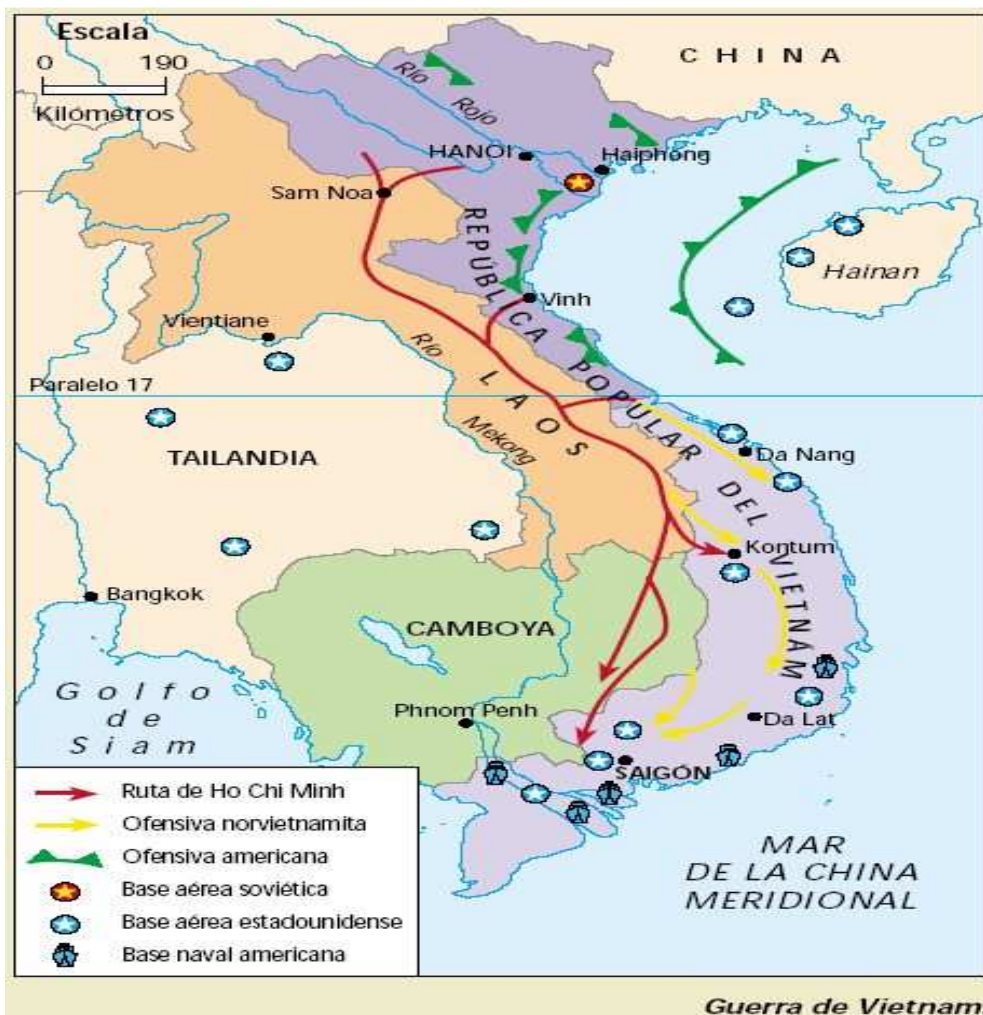 Escala
0 190
Kilómetros
CHINA
Río Rojo
HANOI
Haiphong
Sam Noa
REPÚBLICA POPULAR DEL VIETNÁM
Hainan
Vinh
Vientiane
Río Mekong
LAOS
Paralelo 17
TAILANDIA
Da Nang
Kontum
Bangkok
CAMBOYA
Golfo
de
Siam
Phnom Penh
Da Lat
SAIGÓN
MAR
DE LA CHINA
MERIDIONAL
Ruta de Ho Chi Minh
Ofensiva norvietnamita
Ofensiva americana
Base aérea soviética
Base aérea estadounidense
Base naval americana
Guerra de Vietnam